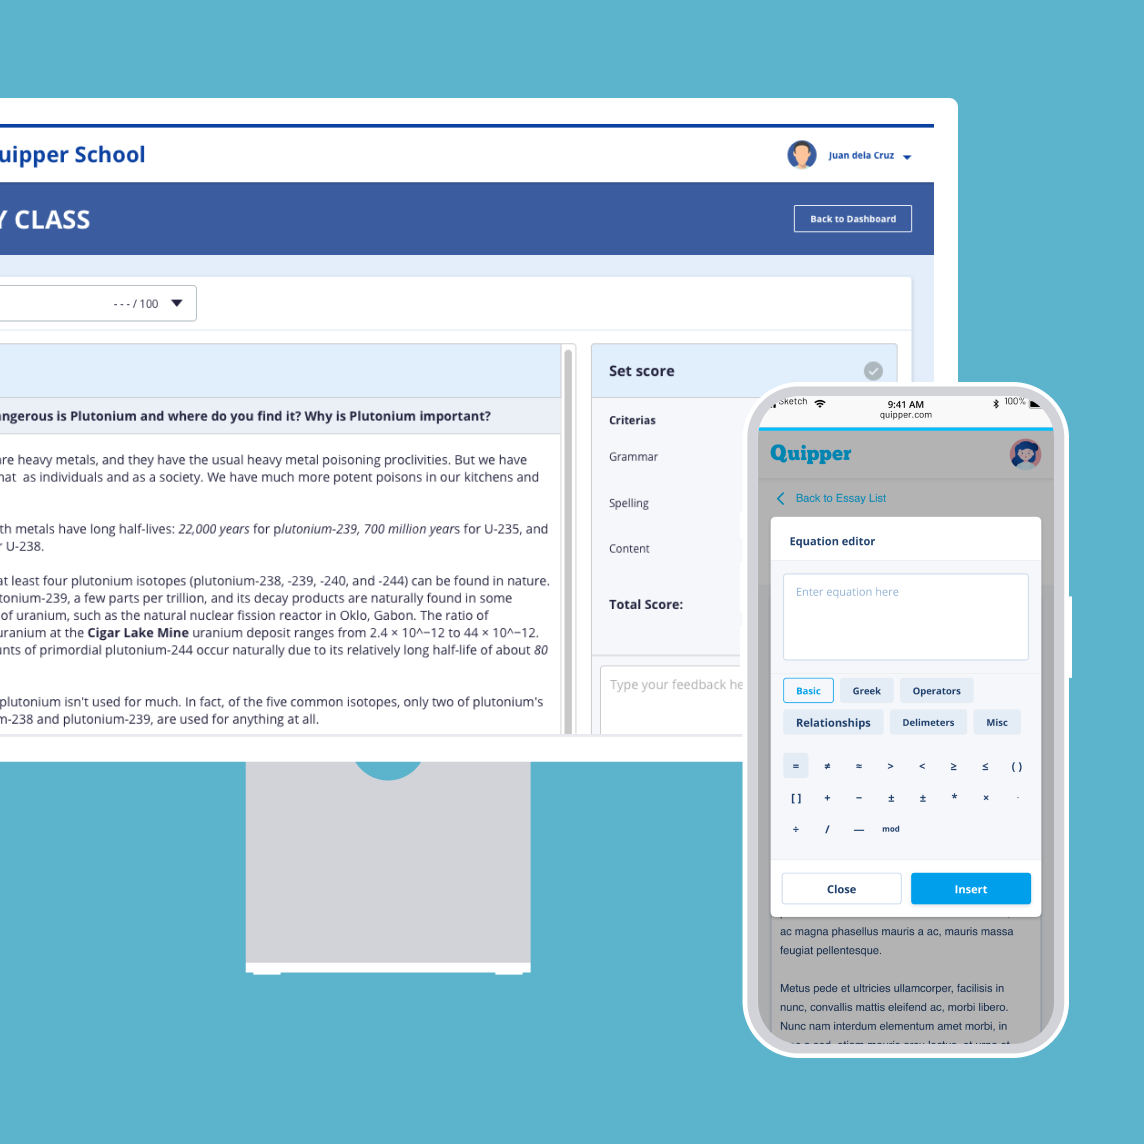 uipper School
Juan dela Cruz
Y CLASS
Back to Dashboard
- - - / 100
Set score
angerous is Plutonium and where do you find it? Why is Plutonium important?
Criterias
Grammar
Spelling
Content
Total Score:
Type your feedback he
are heavy metals, and they have the usual heavy metal poisoning proclivities. But we have
hat as individuals and as a society. We have much more potent poisons in our kitchens and
th metals have long half-lives: 22,000 years for plutonium-239, 700 million years for U-235, and
r U-238.
at least four plutonium isotopes (plutonium-238, -239, -240, and -244) can be found in nature.
tonium-239, a few parts per trillion, and its decay products are naturally found in some
of uranium, such as the natural nuclear fission reactor in Oklo, Gabon. The ratio of
uranium at the Cigar Lake Mine uranium deposit ranges from 2.4 × 10^−12 to 44 × 10^−12.
nts of primordial plutonium-244 occur naturally due to its relatively long half-life of about 80
plutonium isn't used for much. In fact, of the five common isotopes, only two of plutonium's
m-238 and plutonium-239, are used for anything at all.
Sketch
9:41 AM
100%
quipper.com
Quipper
Back to Essay List
Equation editor
Enter equation here
Basic Greek Operators
Relationships Delimeters Misc
= ≠ ≈ > < ≥ ≤ ( )
[ ] + − ± ± * × ·
÷ / — mod
Close Insert
ac magna phasellus mauris a ac, mauris massa
feugiat pellentesque.
Metus pede et ultricies ullamcorper, facilisis in
nunc, convallis mattis eleifend ac, morbi libero.
Nunc nam interdum elementum amet morbi, in